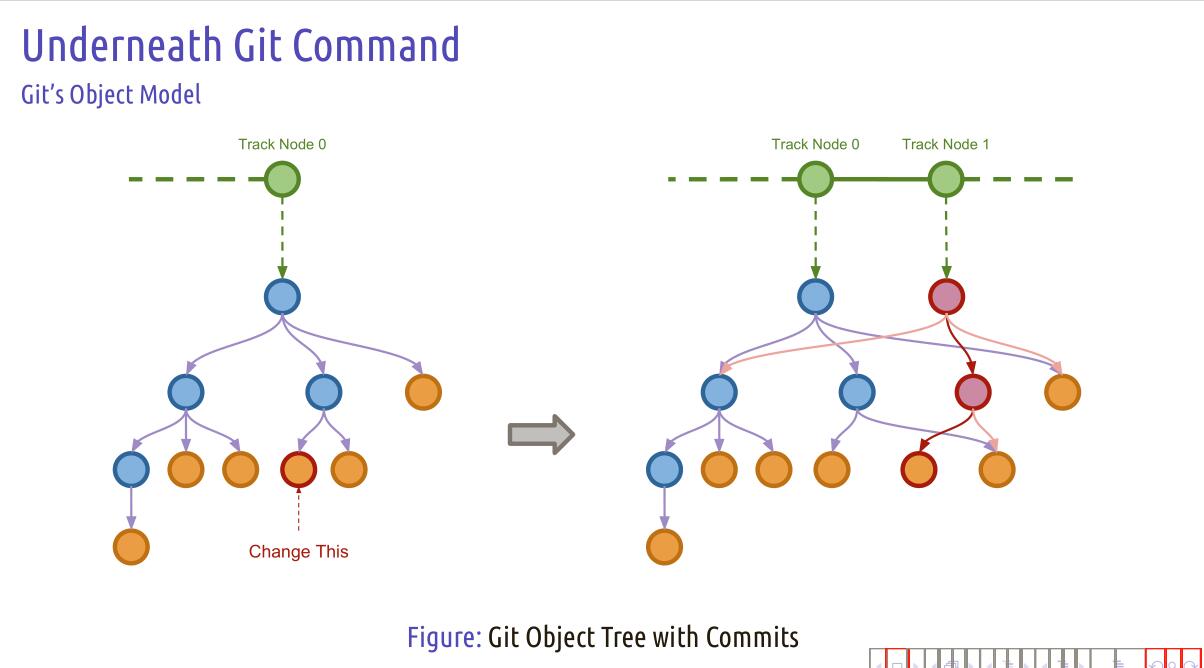 Underneath Git Command
Git's Object Model
Track Node 0
Track Node 0
Track Node 1
Change This
Figure: Git Object Tree with Commits